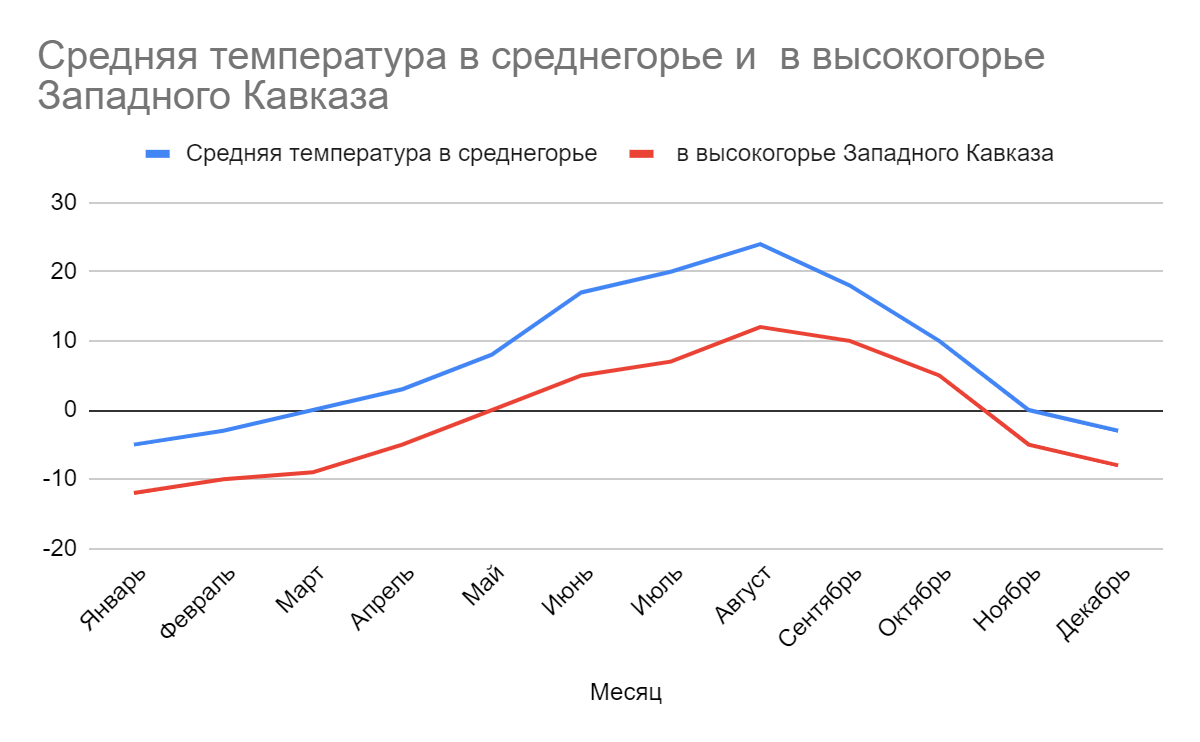 Средняя температура в среднегорье и  в высокогорье
Западного Кавказа
Средняя температура в среднегорье
в высокогорье Западного Кавказа
30
20
10
0
-10
-20
Январь
Февраль
Март
Апрель
Май
Июнь
Июль
Август
Сентябрь
Октябрь
Ноябрь
Декабрь
Месяц